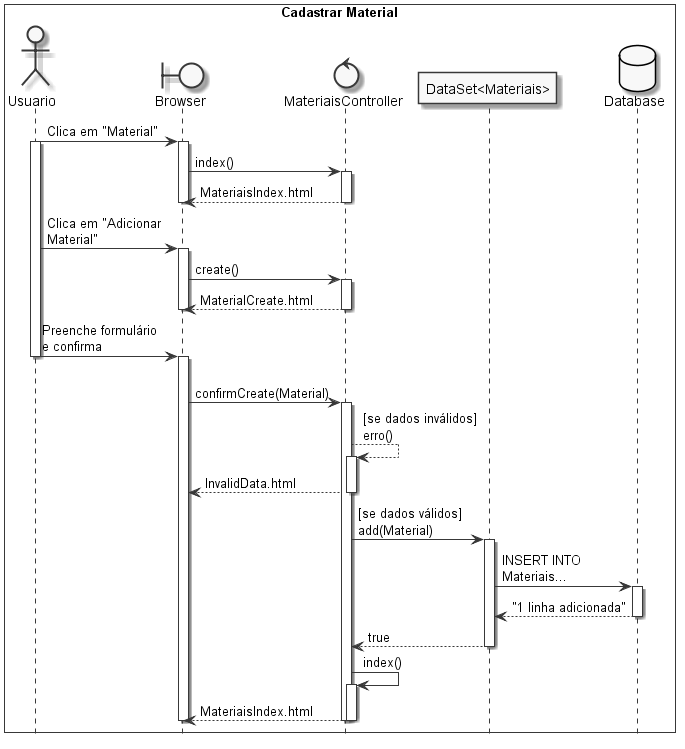 Cadastrar Material
Usuario
Browser
MateriaisController
DataSet<Materiais>
Database
Clica em "Material"
index()
MateriaisIndex.html
Clica em "Adicionar
Material"
create()
MaterialCreate.html
Preenche formulário
e confirma
confirmCreate(Material)
[se dados inválidos]
erro()
InvalidData.html
[se dados válidos]
add(Material)
INSERT INTO
Materiais...
"1 linha adicionada"
true
index()
MateriaisIndex.html